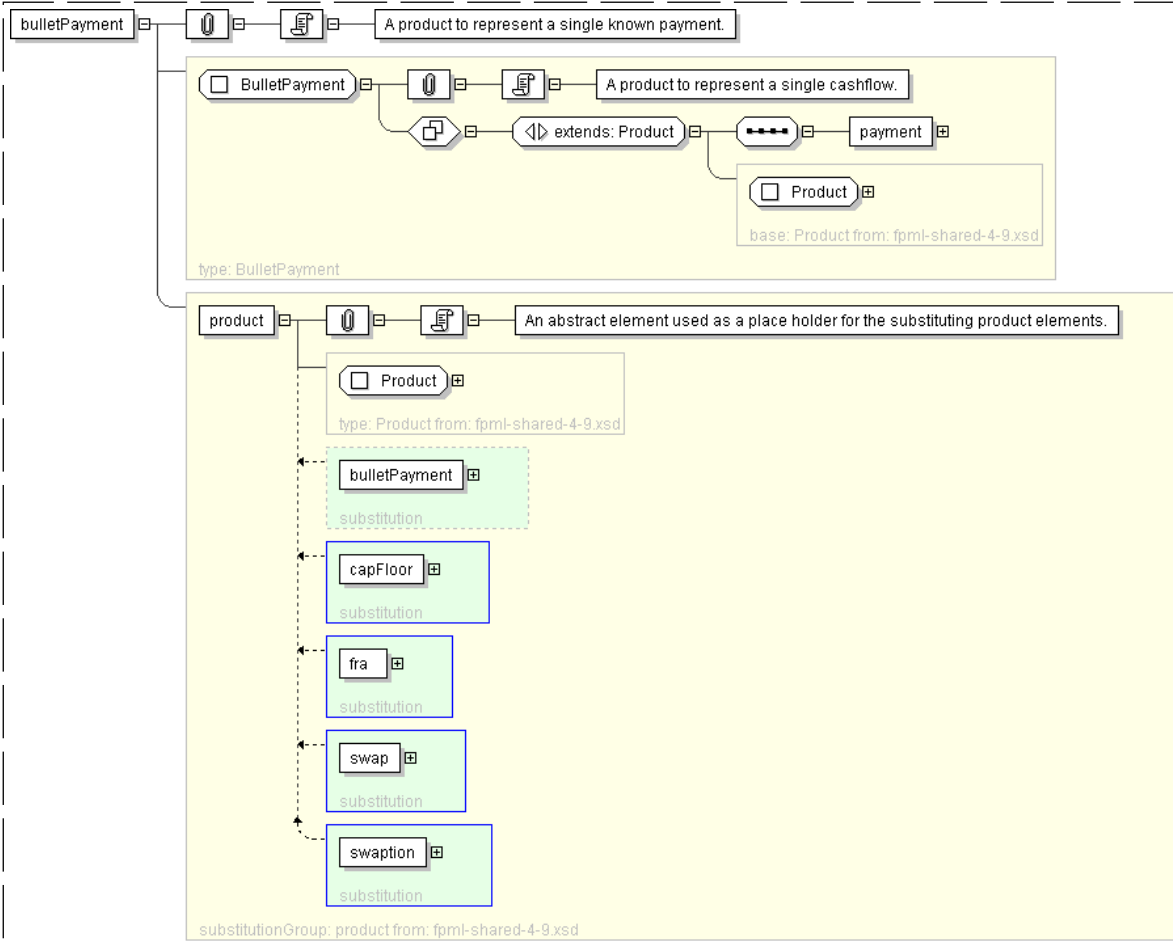 bulletPayment
A product to represent a single known payment.
BulletPayment
A product to represent a single cashflow.
extends: Product
payment
Product
base: Product from: fpml-shared-4-9.xsd
type: BulletPayment
product
An abstract element used as a place holder for the substituting product elements.
Product
type: Product from: fpml-shared-4-9.xsd
bulletPayment
substitution
capFloor
substitution
fra
substitution
swap
substitution
swaption
substitution
substitutionGroup: product from: fpml-shared-4-9.xsd